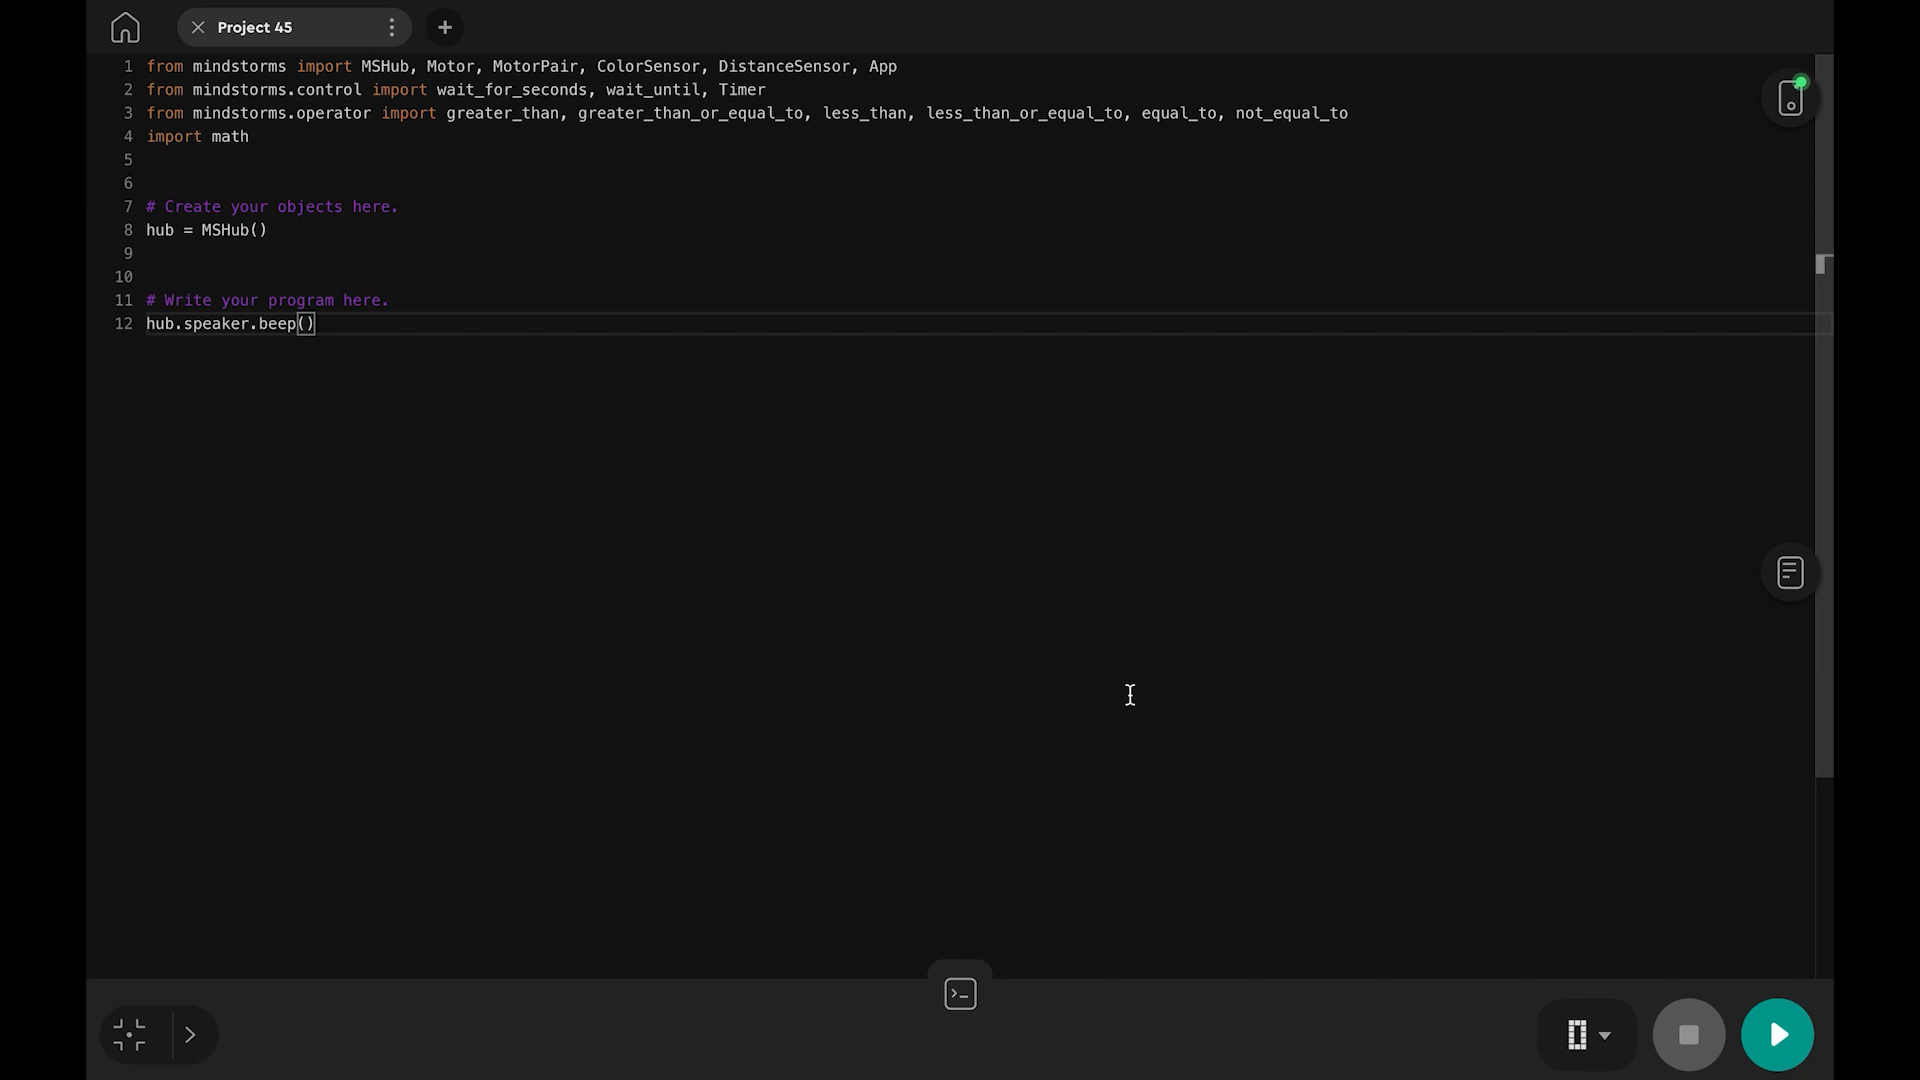 Project 45
1 from mindstorms import MSHub, Motor, MotorPair, ColorSensor, DistanceSensor, App
2 from mindstorms.control import wait_for_seconds, wait_until, Timer
3 from mindstorms.operator import greater_than, greater_than_or_equal_to, less_than, less_than_or_equal_to, equal_to, not_equal_to
4 import math
5
6
7 # Create your objects here.
8 hub = MSHub()
9
10
11 # Write your program here.
12 hub.speaker.beep()